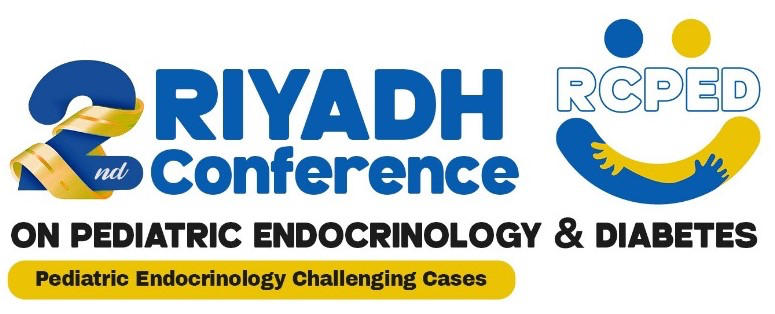 2nd RIYADH
Conference
RCPED
ON PEDIATRIC ENDOCRINOLOGY & DIABETES
Pediatric Endocrinology Challenging Cases